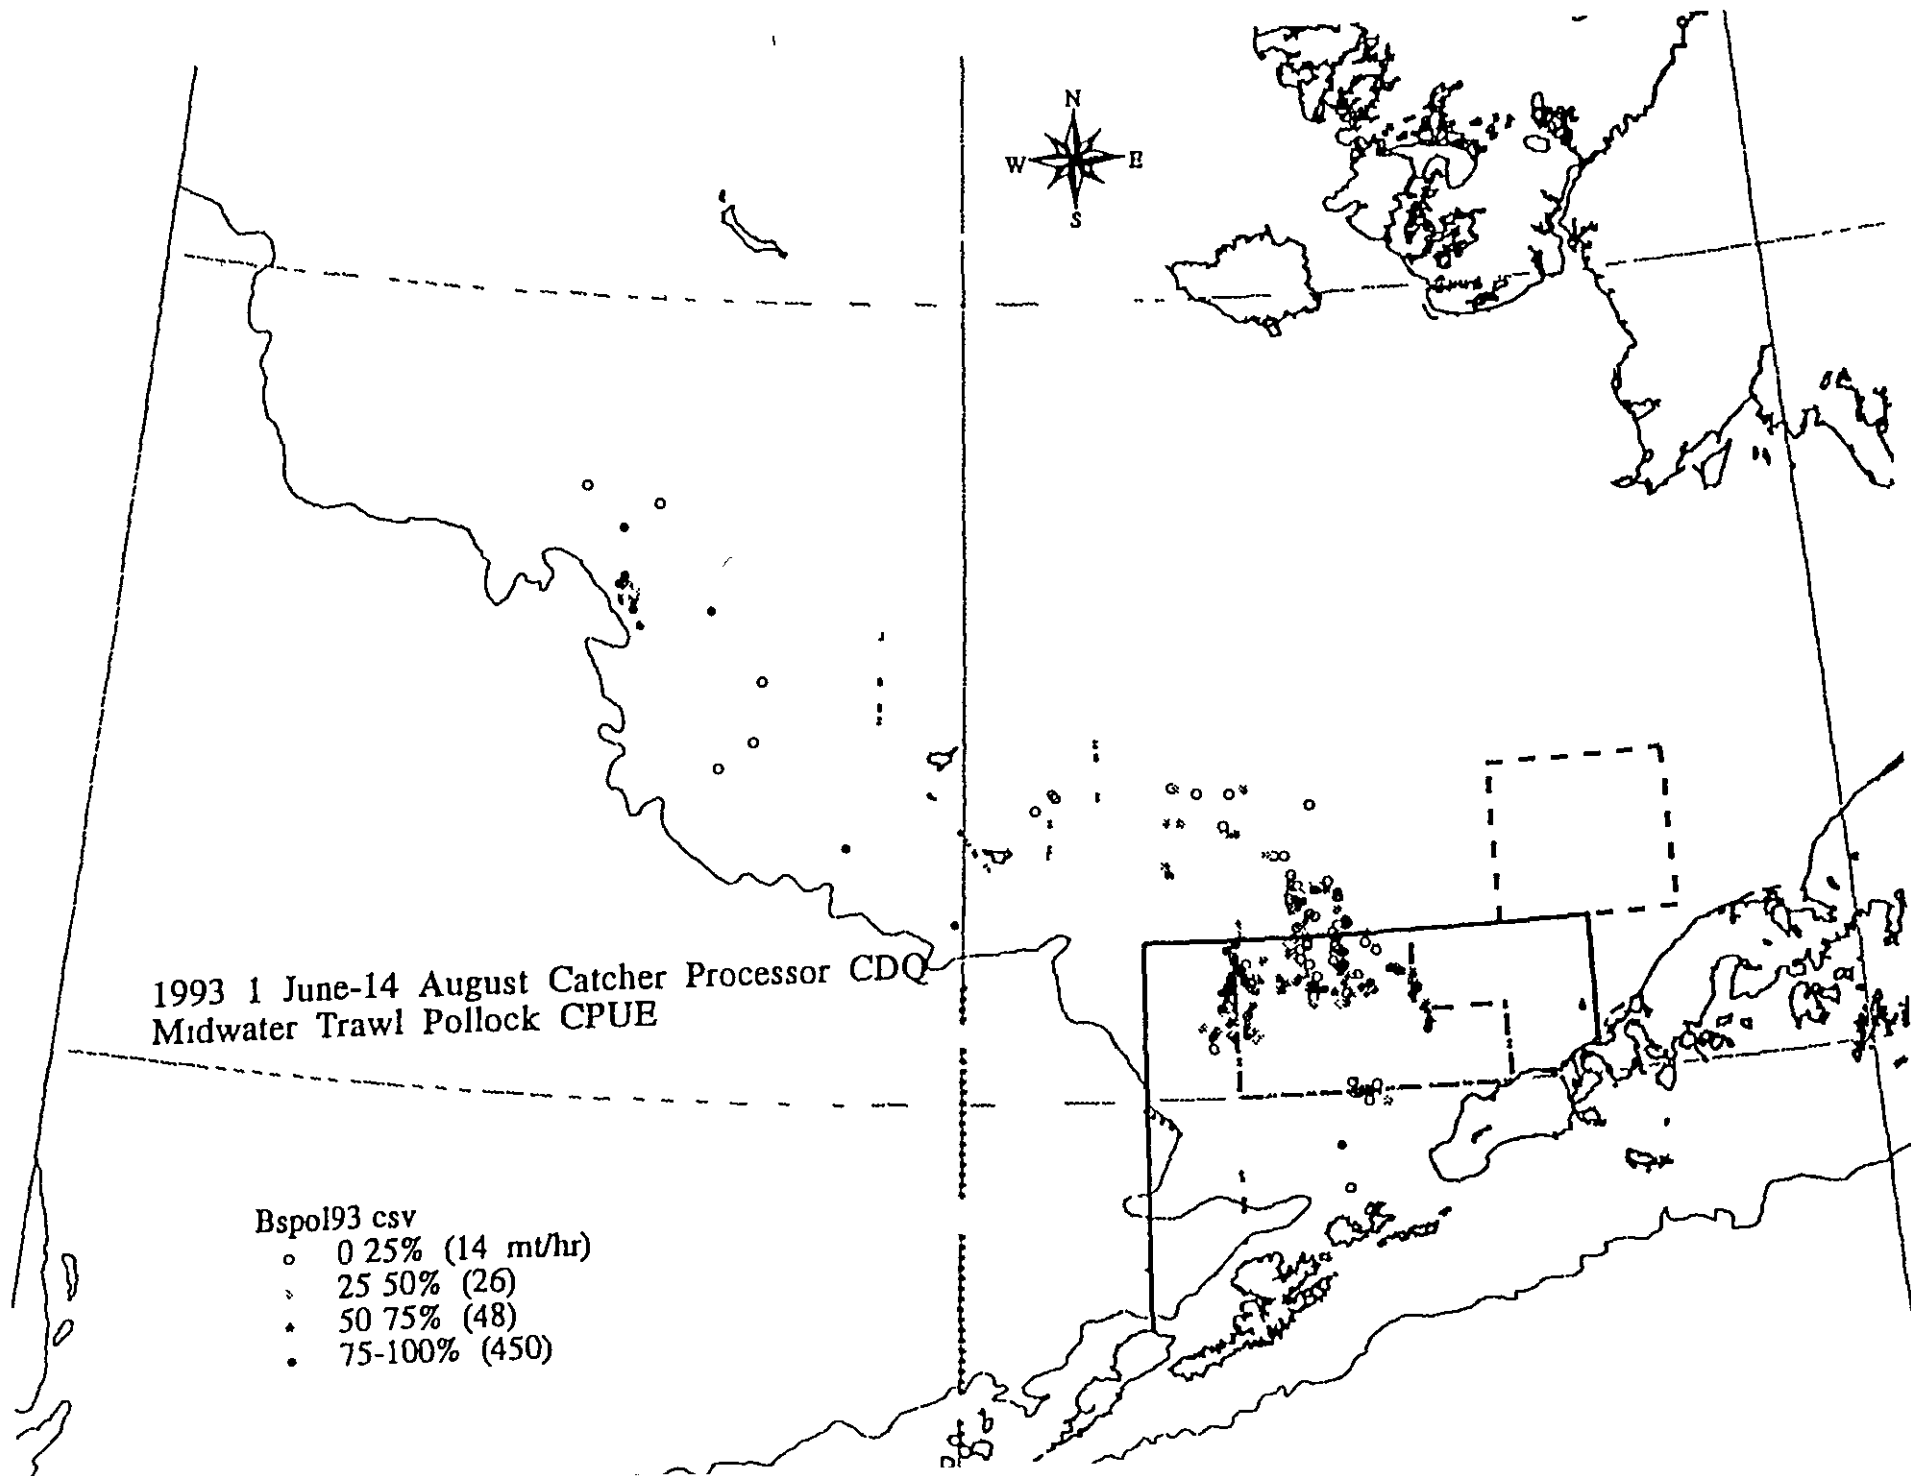 N
W E
S
1993 1 June-14 August Catcher Processor CDQ
Midwater Trawl Pollock CPUE
Bspol93 csv
0 25% (14 mt/hr)
25 50% (26)
50 75% (48)
75-100% (450)